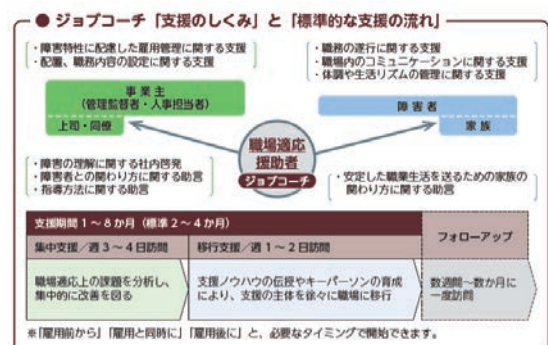 ● ジョブコーチ「支援のしくみ」と「標準的な支援の流れ」
・障害特性に配慮した雇用管理に関する支援
・配置、職務内容の設定に関する支援
・職務の遂行に関する支援
・職場内のコミュニケーションに関する支援
・体調や生活リズムの管理に関する支援
事業主
(管理監督者・人事担当者)
上司・同僚
障害者
家族
職場適応
援助者
ジョブコーチ
・障害の理解に関する社内啓発
・障害者との関わり方に関する助言
・指導方法に関する助言
・安定した職業生活を送るための家族の
関わり方に関する助言
支援期間1~8か月(標準2~4か月)
集中支援/週3~4日訪問
移行支援/週1~2日訪問
フォローアップ
職場適応上の課題を分析し、
集中的に改善を図る
支援ノウハウの伝授やキーパーソンの育成
により、支援の主体を徐々に職場に移行
数週間~数か月に
一度訪問
※「雇用前から」「雇用と同時に」「雇用後に」と、必要なタイミングで開始できます。